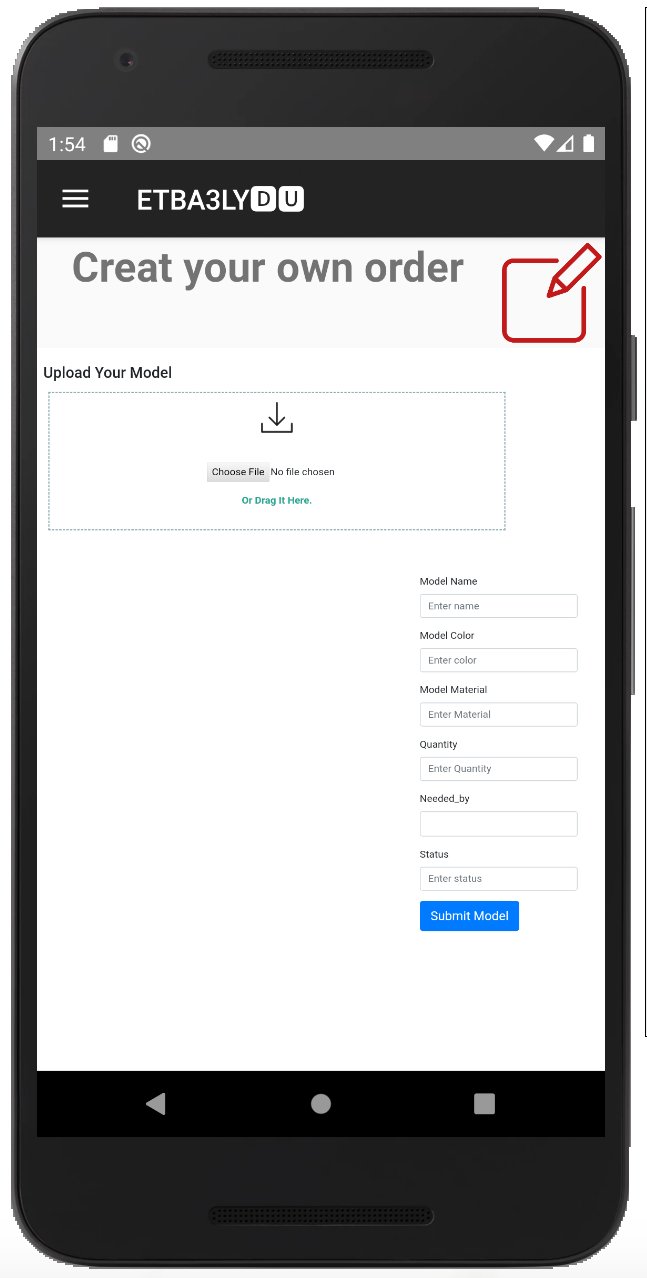 1:54
ETBA3LY🅳🆄
Creat your own order
Upload Your Model
Choose File No file chosen
Or Drag It Here.
Model Name
Enter name
Model Color
Enter color
Model Material
Enter Material
Quantity
Enter Quantity
Needed_by
Status
Enter status
Submit Model